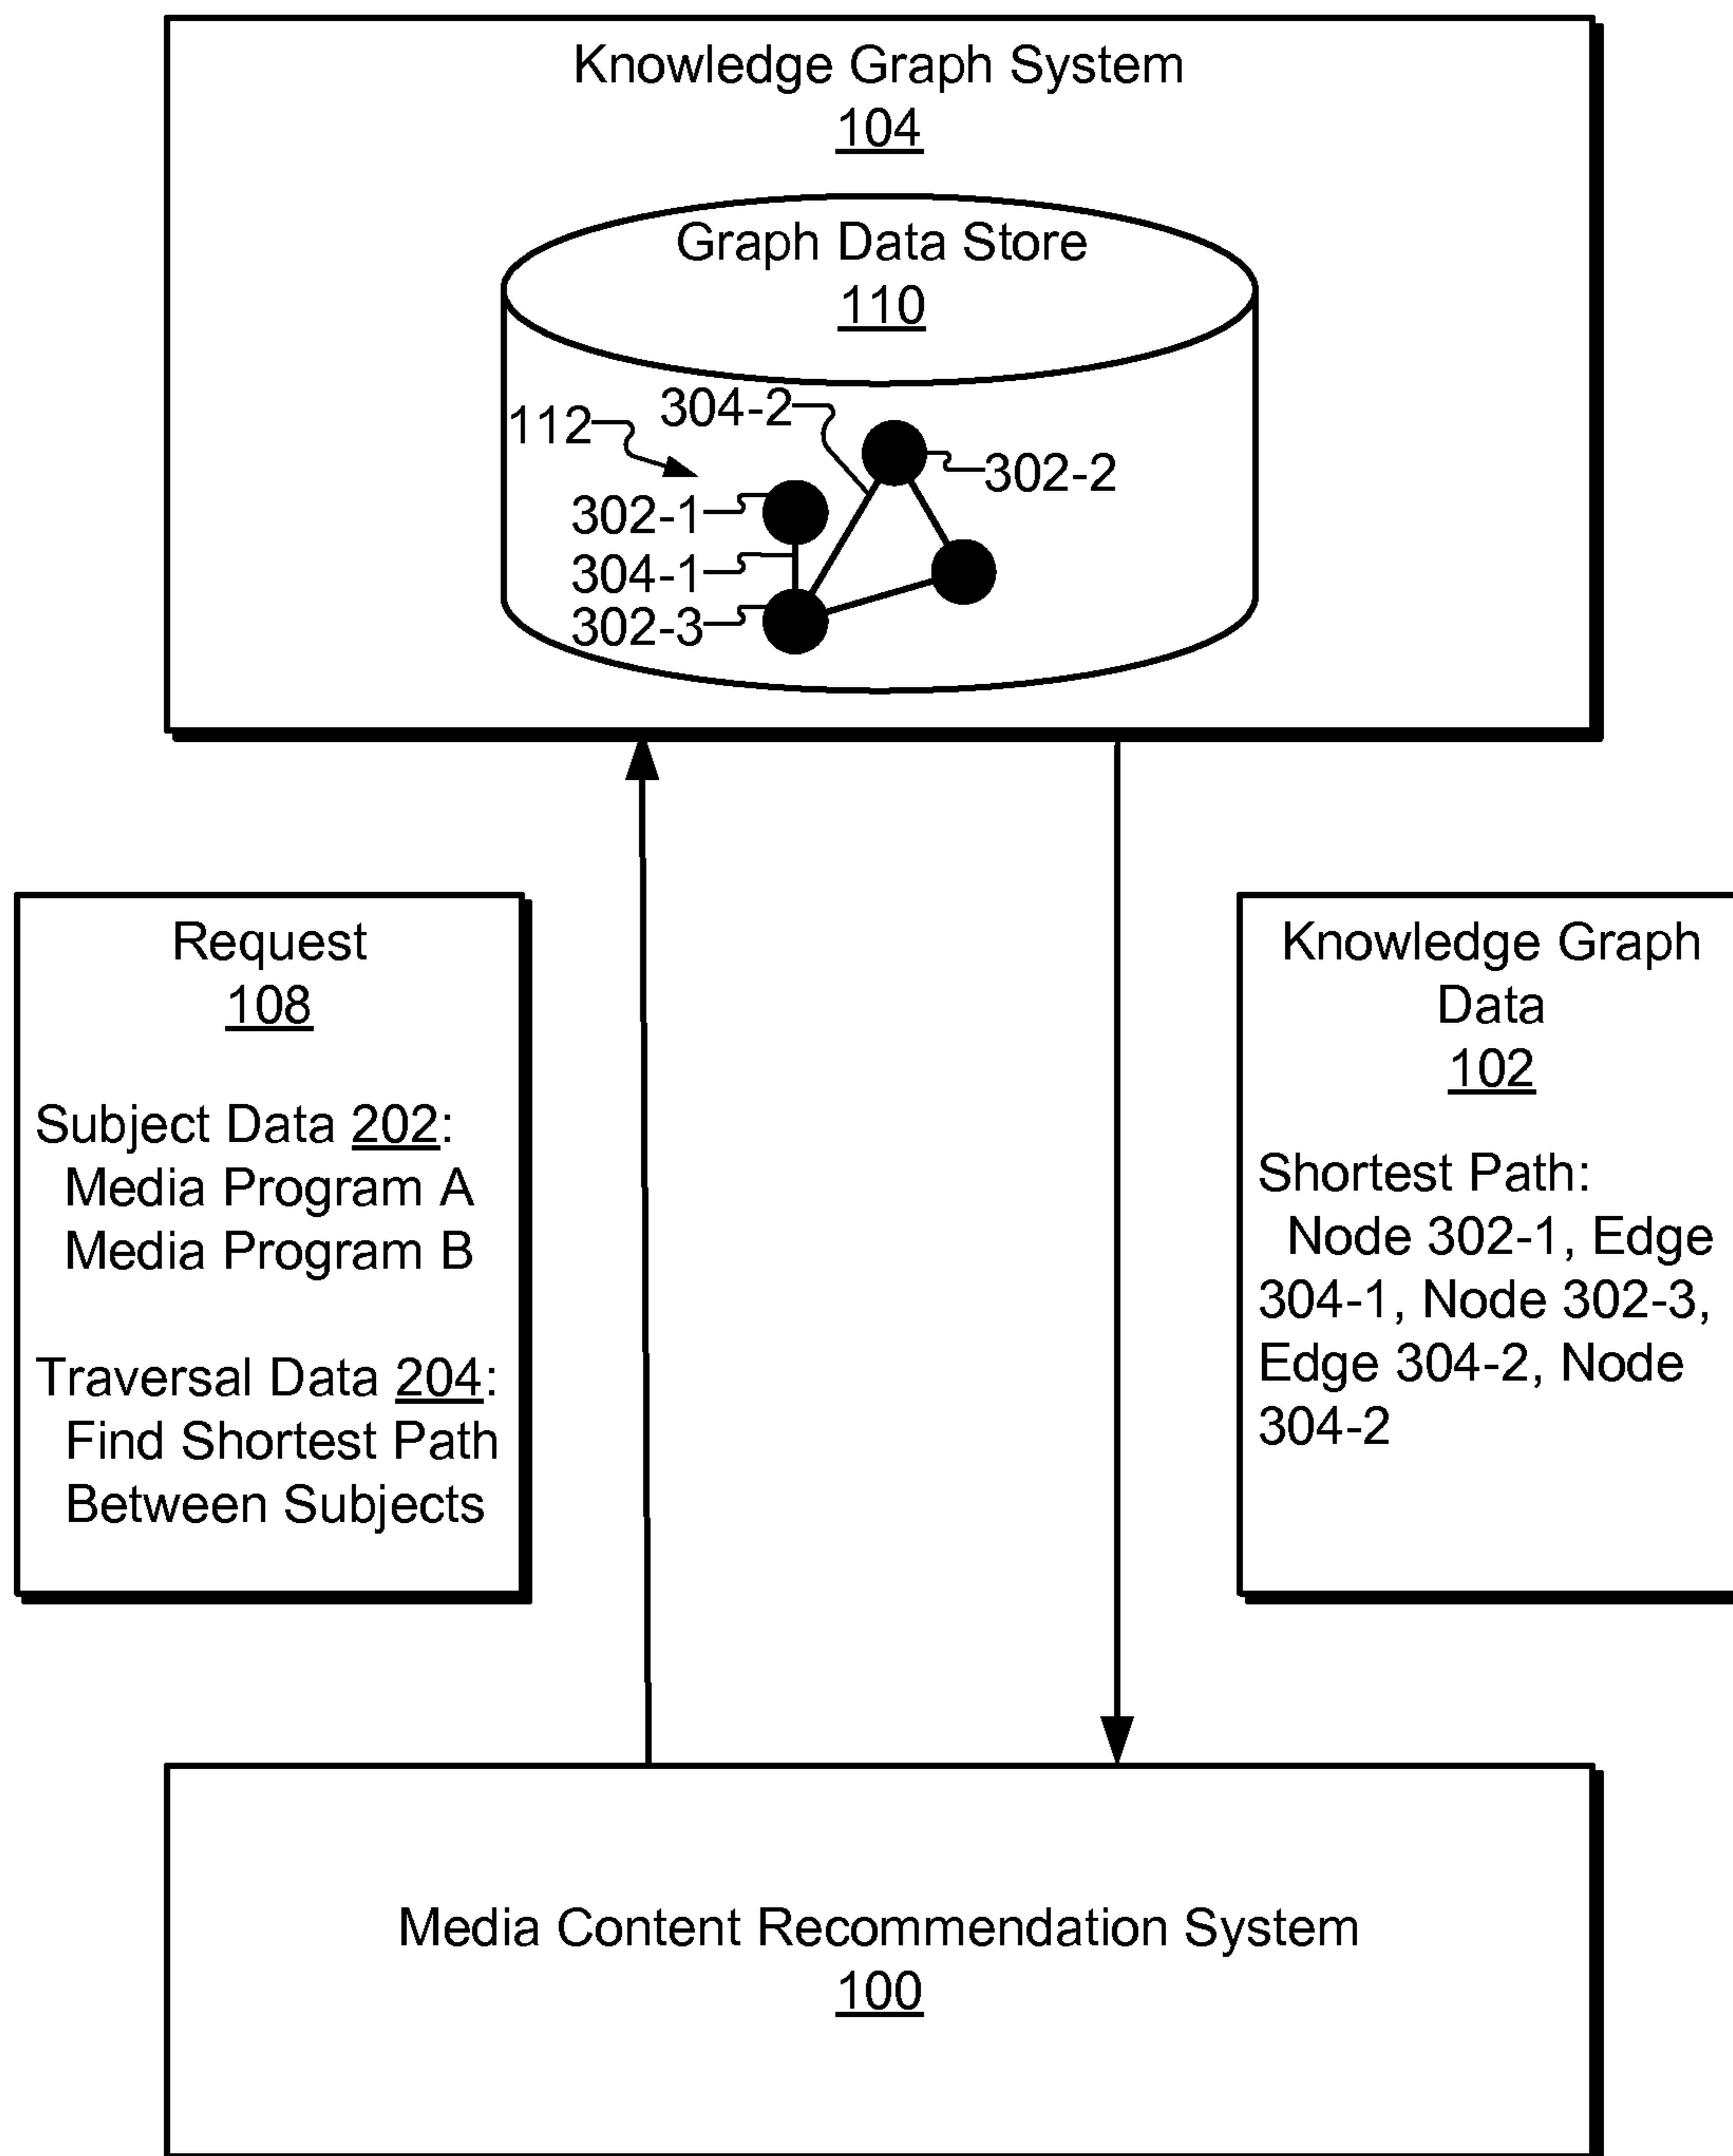 Knowledge Graph System
104
Graph Data Store
110
112
304-2
302-2
302-1
304-1
302-3
Request
108
Subject Data 202:
Media Program A
Media Program B
Traversal Data 204:
Find Shortest Path
Between Subjects
Knowledge Graph
Data
102
Shortest Path:
Node 302-1, Edge
304-1, Node 302-3,
Edge 304-2, Node
304-2
Media Content Recommendation System
100